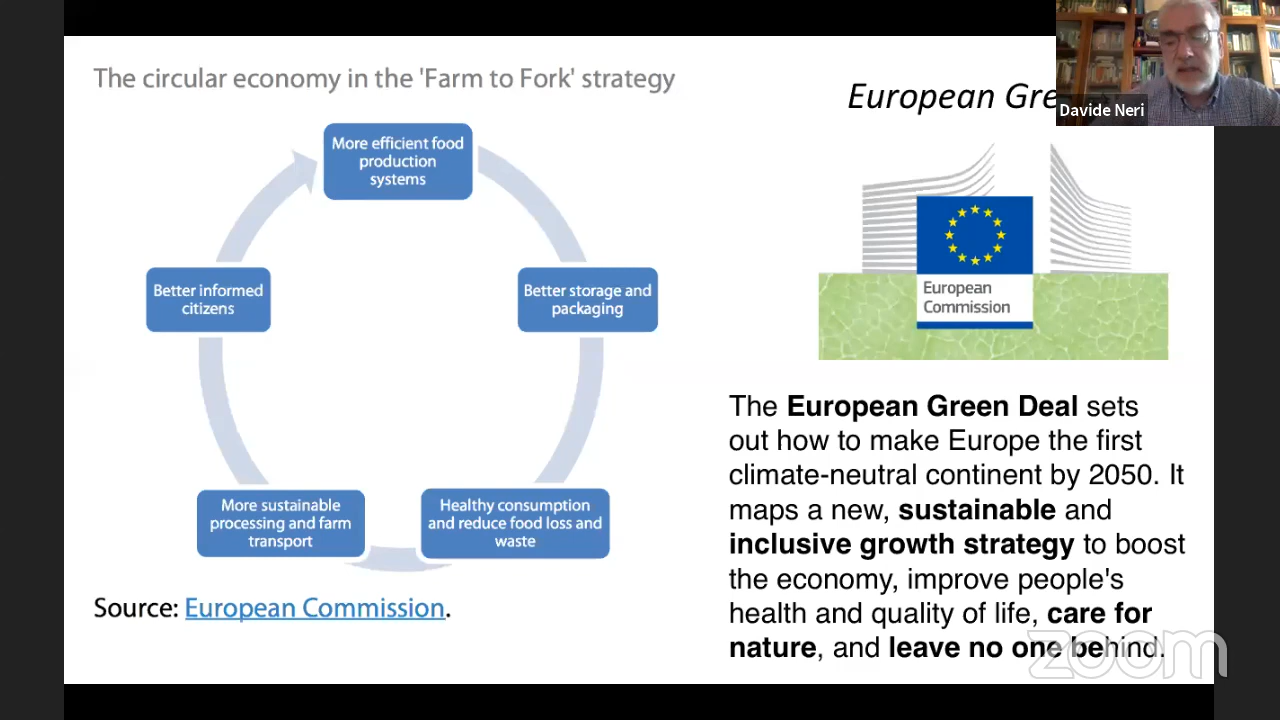 The circular economy in the 'Farm to Fork' strategy
More efficient food
production
systems
Better informed
citizens
Better storage and
packaging
More sustainable
processing and farm
transport
Healthy consumption
and reduce food loss and
waste
Source: European Commission.
European Gre
European
Commission
The European Green Deal sets
out how to make Europe the first
climate-neutral continent by 2050. It
maps a new, sustainable and
inclusive growth strategy to boost
the economy, improve people's
health and quality of life, care for
nature, and leave no one behind.
Davide Neri
zoom